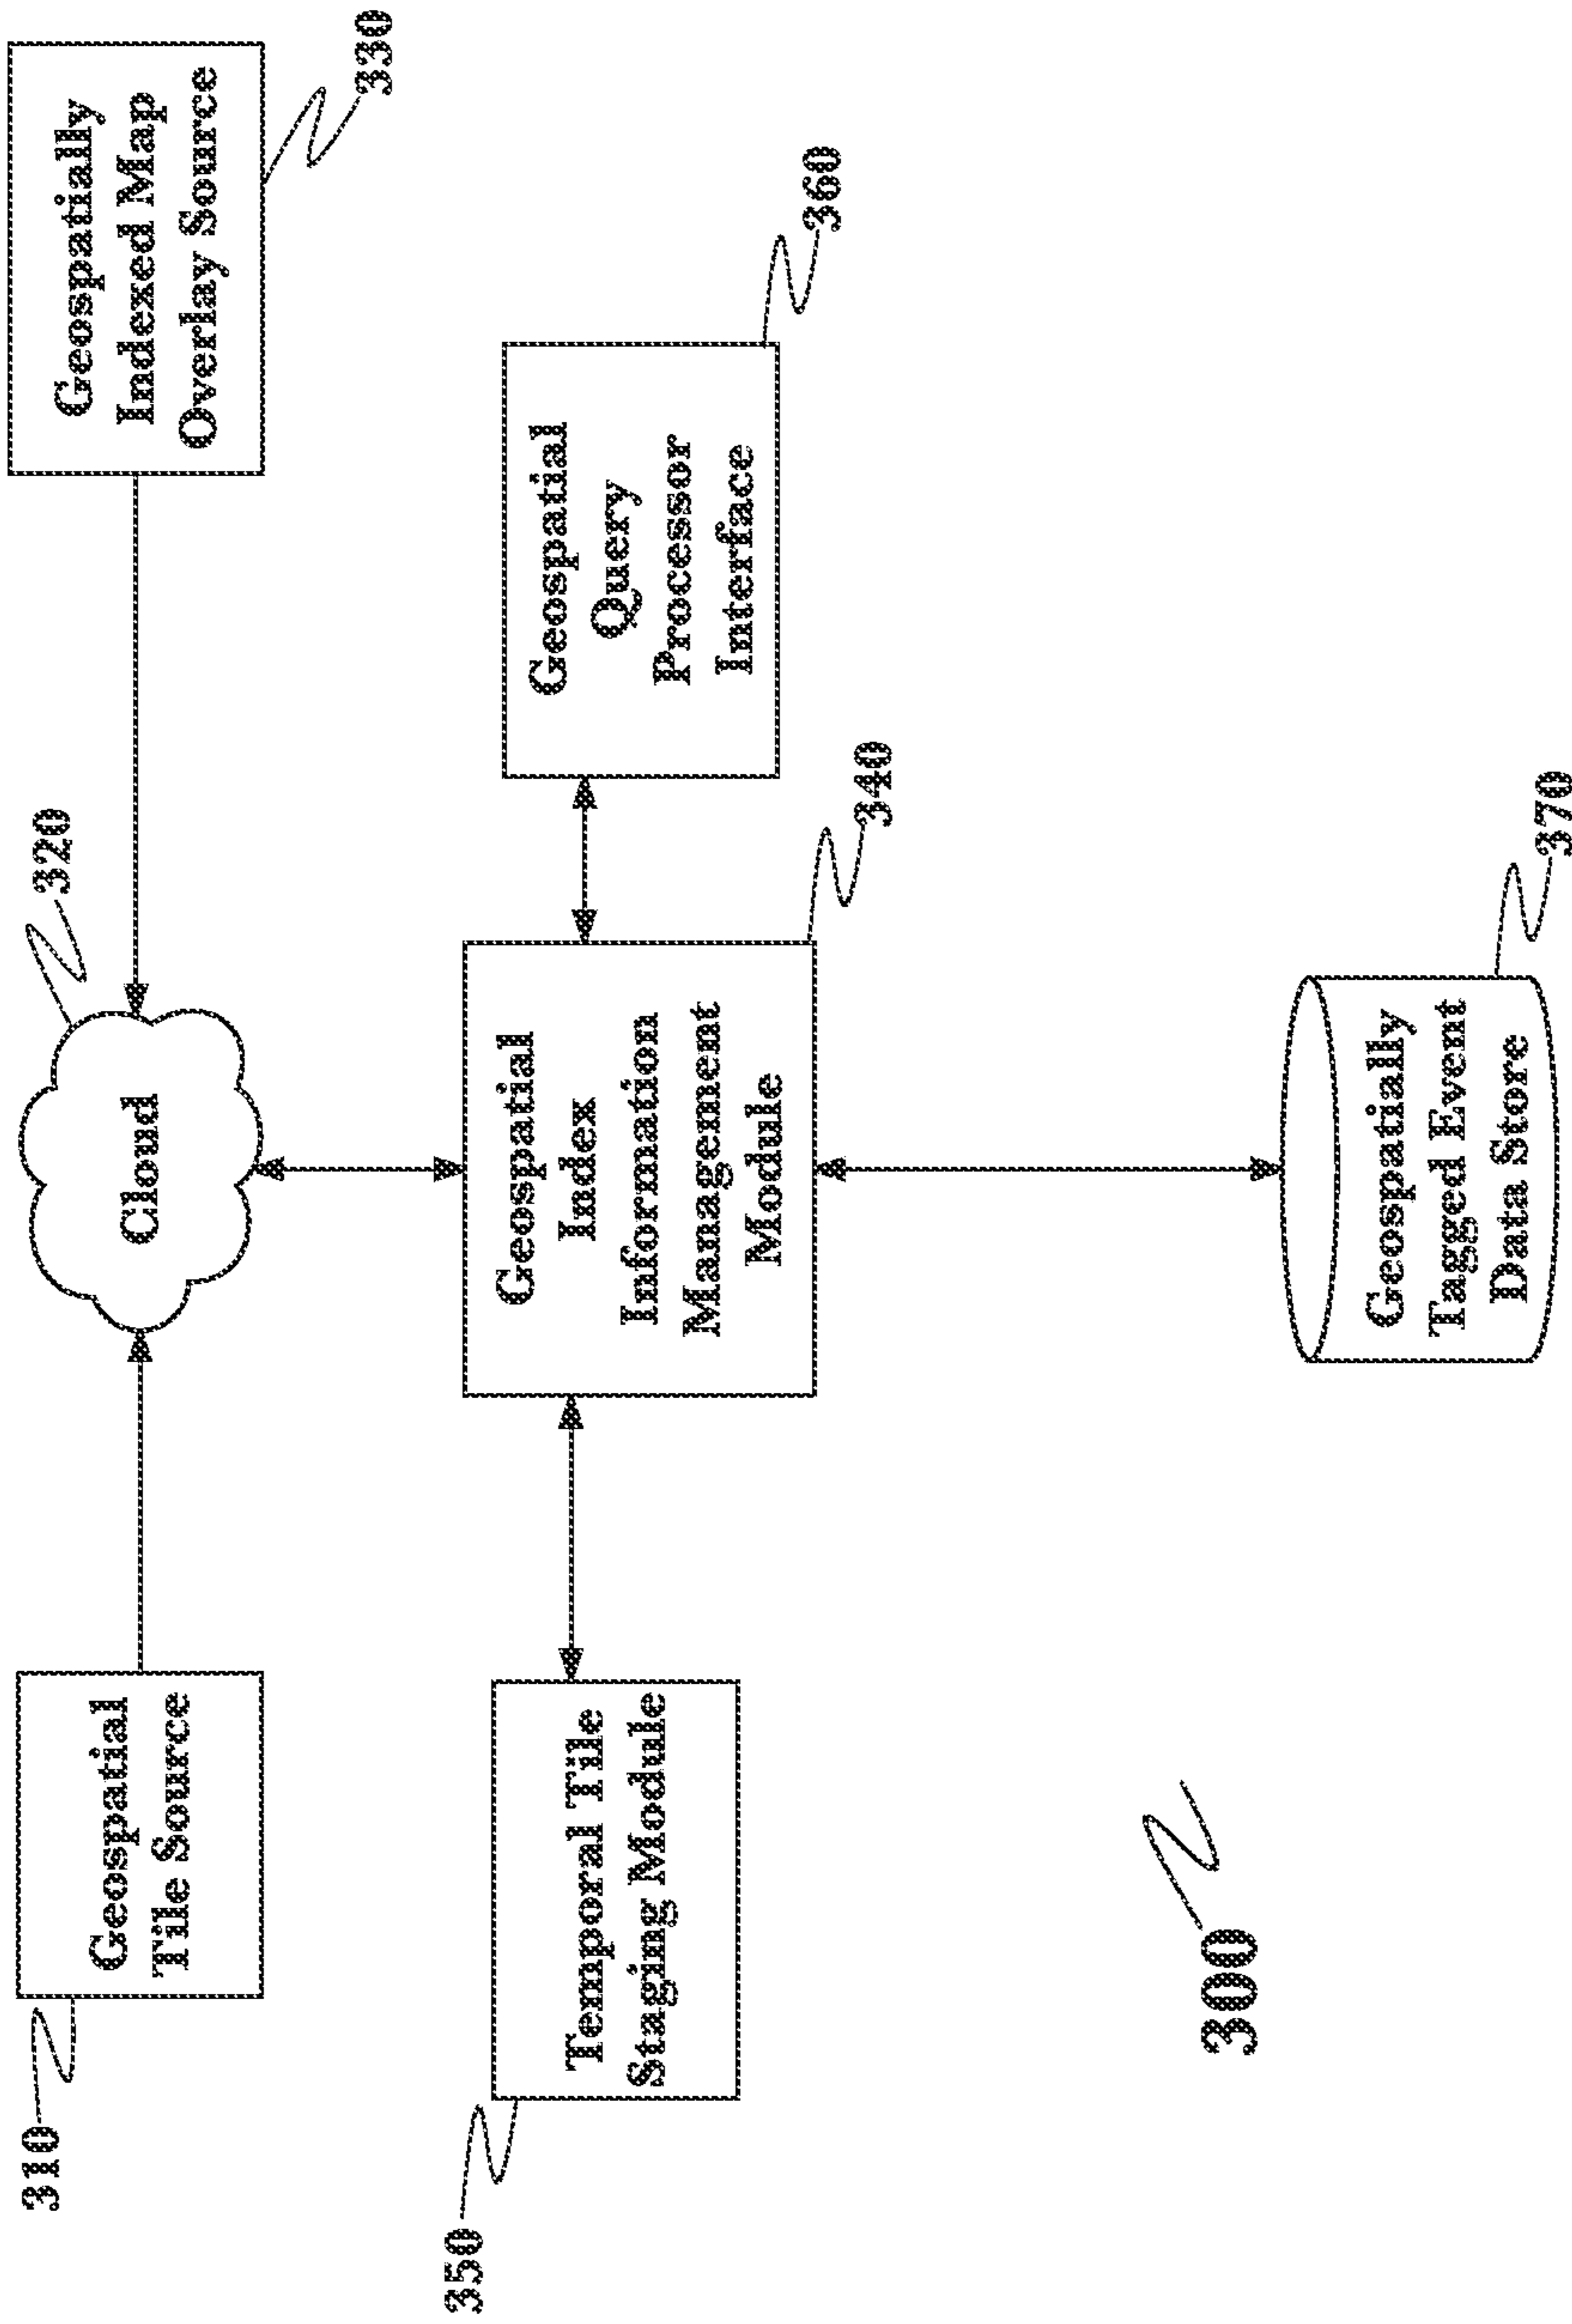 310
Geospatial
Tile Source
320
Cloud
Geospatially
Indexed Map
Overlay Source
330
350
Temporal Tile
Staging Module
Geospatial
Index
Information
Management
Module
340
Geospatial
Query
Processor
Interface
360
300
Geospatially
Tagged Event
Data Store
370